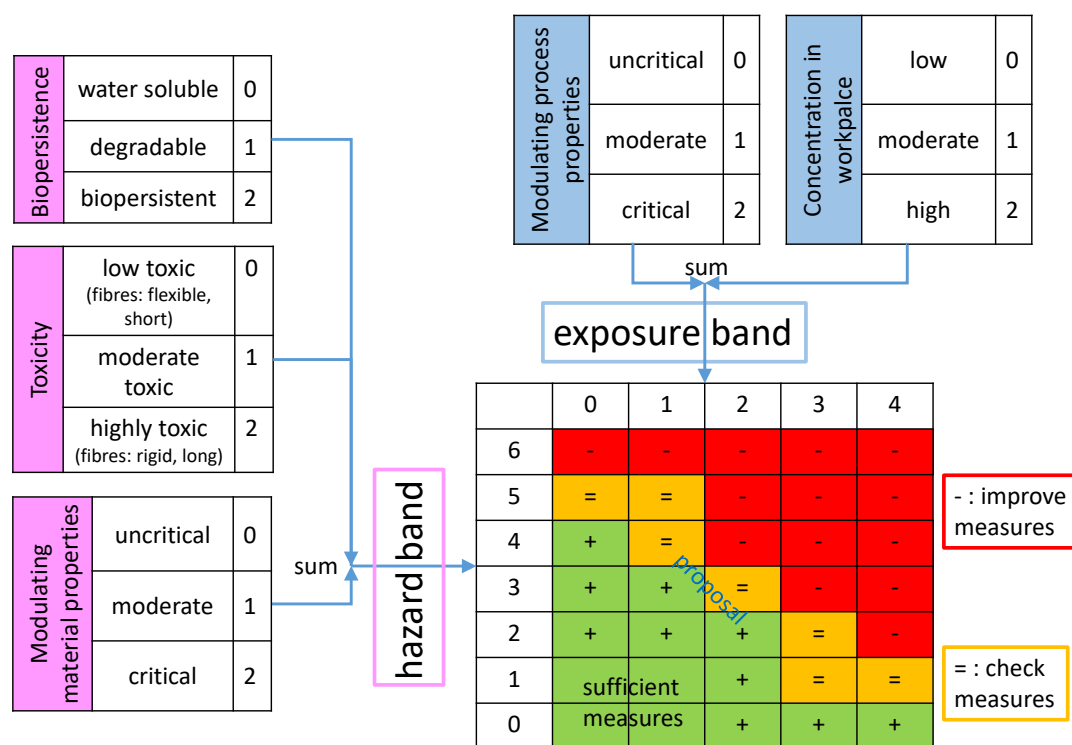 Biopersistence
water soluble 0
degradable 1
biopersistent 2
Toxicity
low toxic 0
(fibres: flexible,
short)
moderate 1
toxic
highly toxic 2
(fibres: rigid, long)
Modulating
material properties
uncritical 0
moderate 1
critical 2
sum
hazard band
Modulating process
properties
uncritical 0
moderate 1
critical 2
Concentration in
workpalce
low 0
moderate 1
high 2
sum
exposure band
0 1 2 3 4
6 - - - - -
5 = = - - -
4 + = - - -
3 + + = - -
2 + + + = -
1 + = =
0 + + +
proposal
sufficient
measures
- : improve
measures
= : check
measures